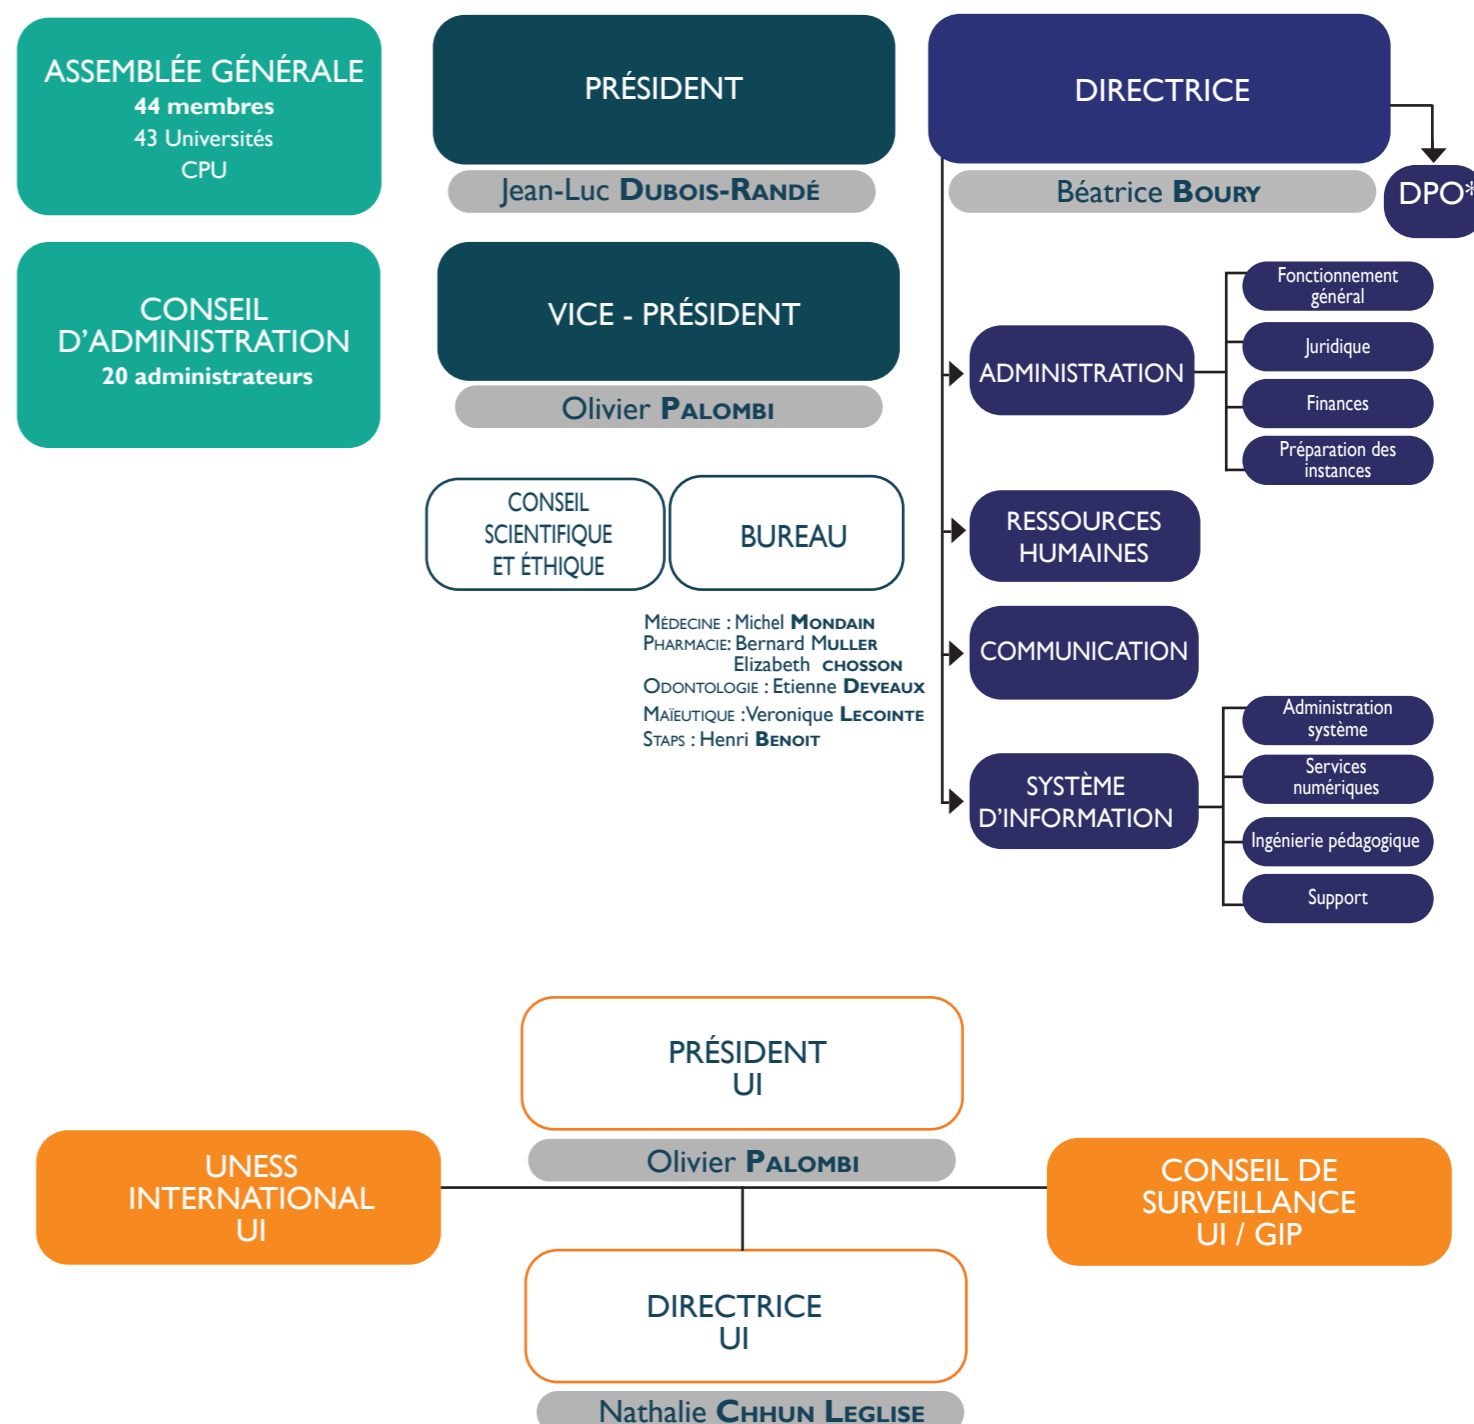 ASSEMBLÉE GÉNÉRALE
44 membres
43 Universités
CPU
CONSEIL
D'ADMINISTRATION
20 administrateurs
PRÉSIDENT
Jean-Luc DUBOIS-RANDÉ
VICE - PRÉSIDENT
Olivier PALOMBI
CONSEIL
SCIENTIFIQUE
ET ÉTHIQUE
BUREAU
MÉDECINE : Michel MONDAIN
PHARMACIE: Bernard MULLER
Elizabeth CHOSSON
ODONTOLOGIE : Etienne DEVEAUX
MAÏEUTIQUE :Veronique LECOINTE
STAPS : Henri BENOIT
DIRECTRICE
Béatrice BOURY
DPO*
ADMINISTRATION
Fonctionnement
général
Juridique
Finances
Préparation des
instances
RESSOURCES
HUMAINES
COMMUNICATION
SYSTÈME
D'INFORMATION
Administration
système
Services
numériques
Ingénierie pédagogique
Support
PRÉSIDENT
UI
Olivier PALOMBI
UNESS
INTERNATIONAL
UI
CONSEIL DE
SURVEILLANCE
UI / GIP
DIRECTRICE
UI
Nathalie CHHUN LEGLISE